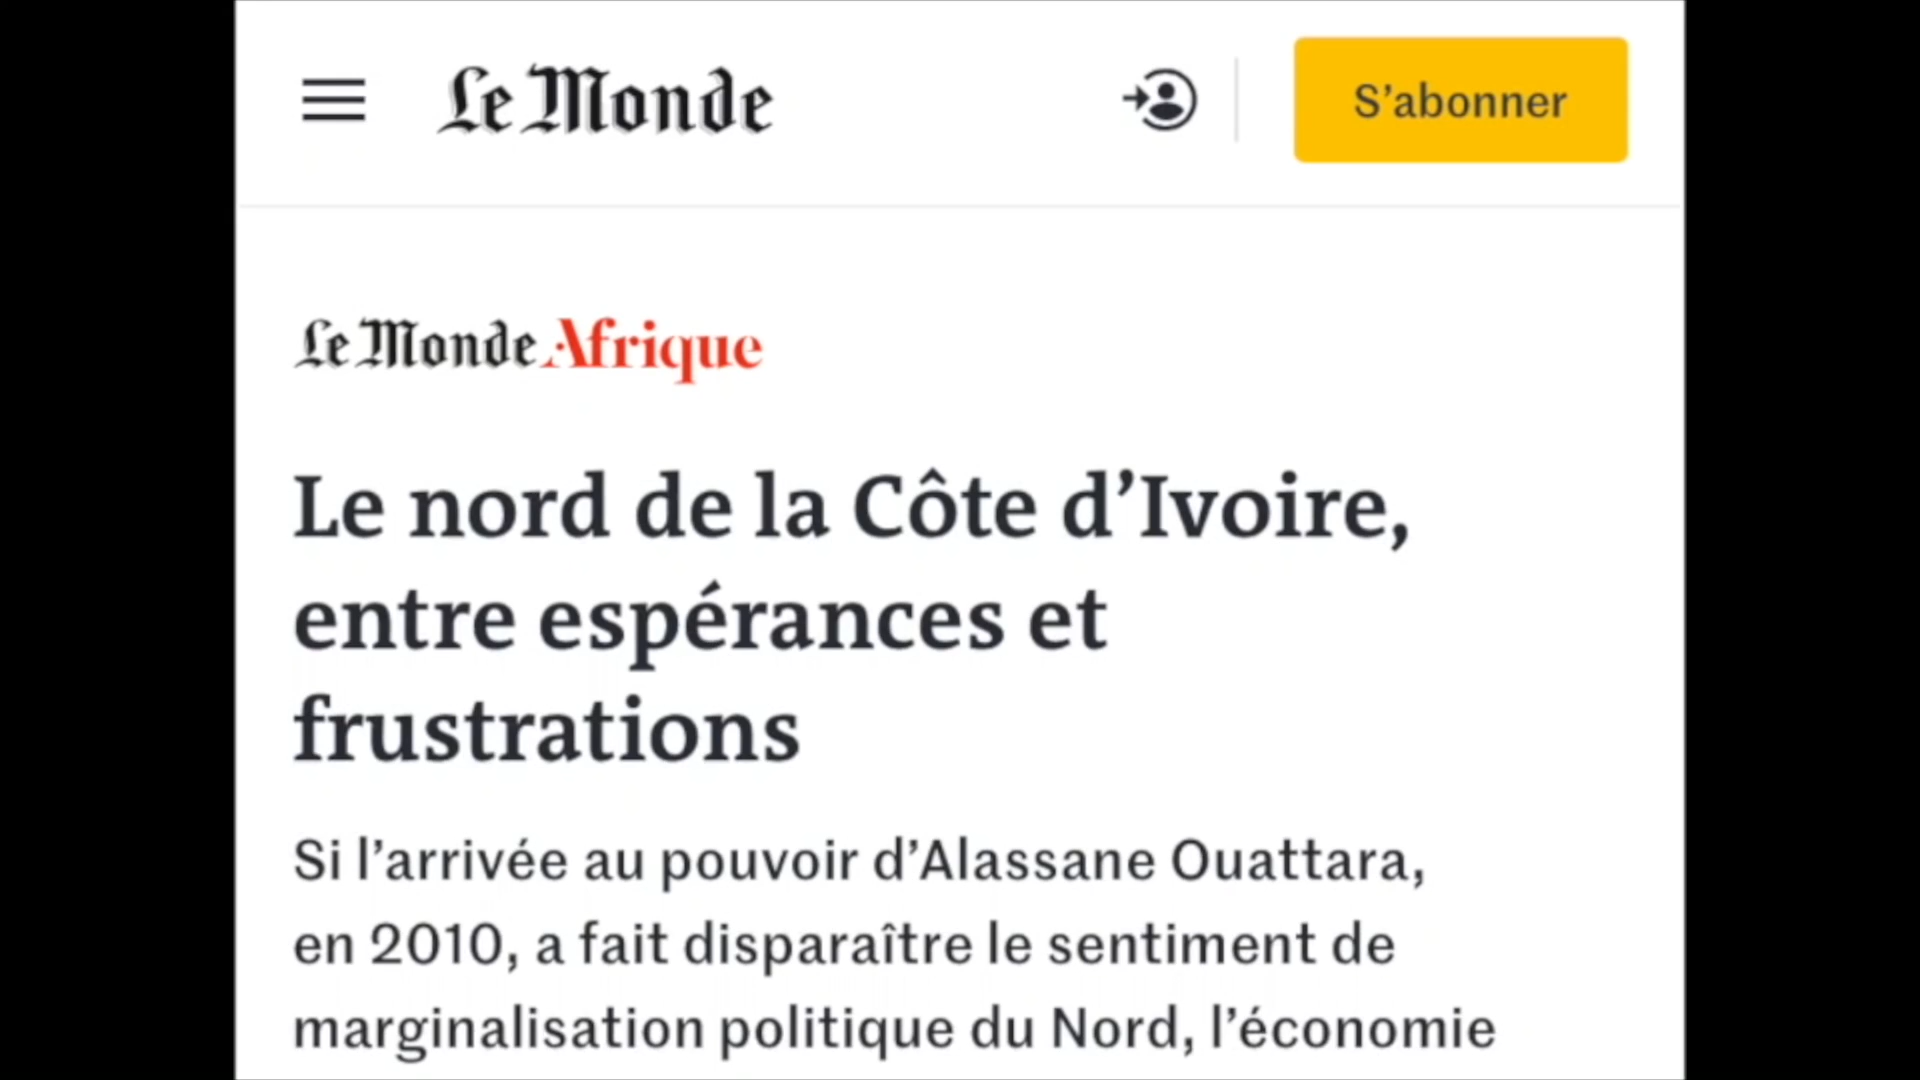 Le Monde
S’abonner
Le Monde Afrique
Le nord de la Côte d’Ivoire,
entre espérances et
frustrations
Si l’arrivée au pouvoir d’Alassane Ouattara,
en 2010, a fait disparaître le sentiment de
marginalisation politique du Nord, l’économie